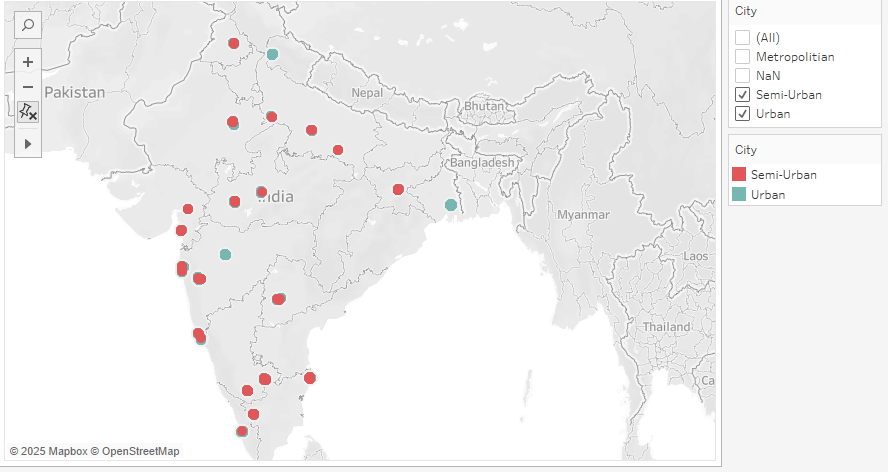 City
(All)
Metropolitian
NaN
Semi-Urban
Urban
City
Semi-Urban
Urban
Pakistan
Nepal
Bhutan
Bangladesh
India
Myanmar
Laos
Thailand
Ca
© 2025 Mapbox © OpenStreetMap